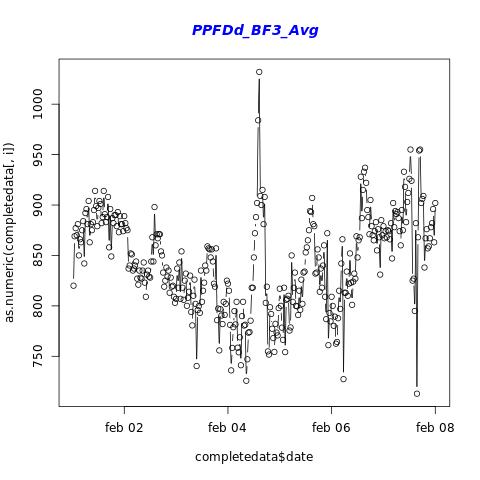 PPFDd_BF3_Avg
as.numeric(completedata[, i])
1000
950
900
850
800
750
feb 02 feb 04 feb 06 feb 08
completedata$date